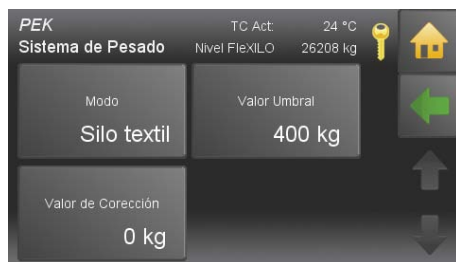 PEK TC Act: 24 °C
Sistema de Pesado Nivel FleXILO 26208 kg
Modo Valor Umbral
Silo textil 400 kg
Valor de Corección
0 kg